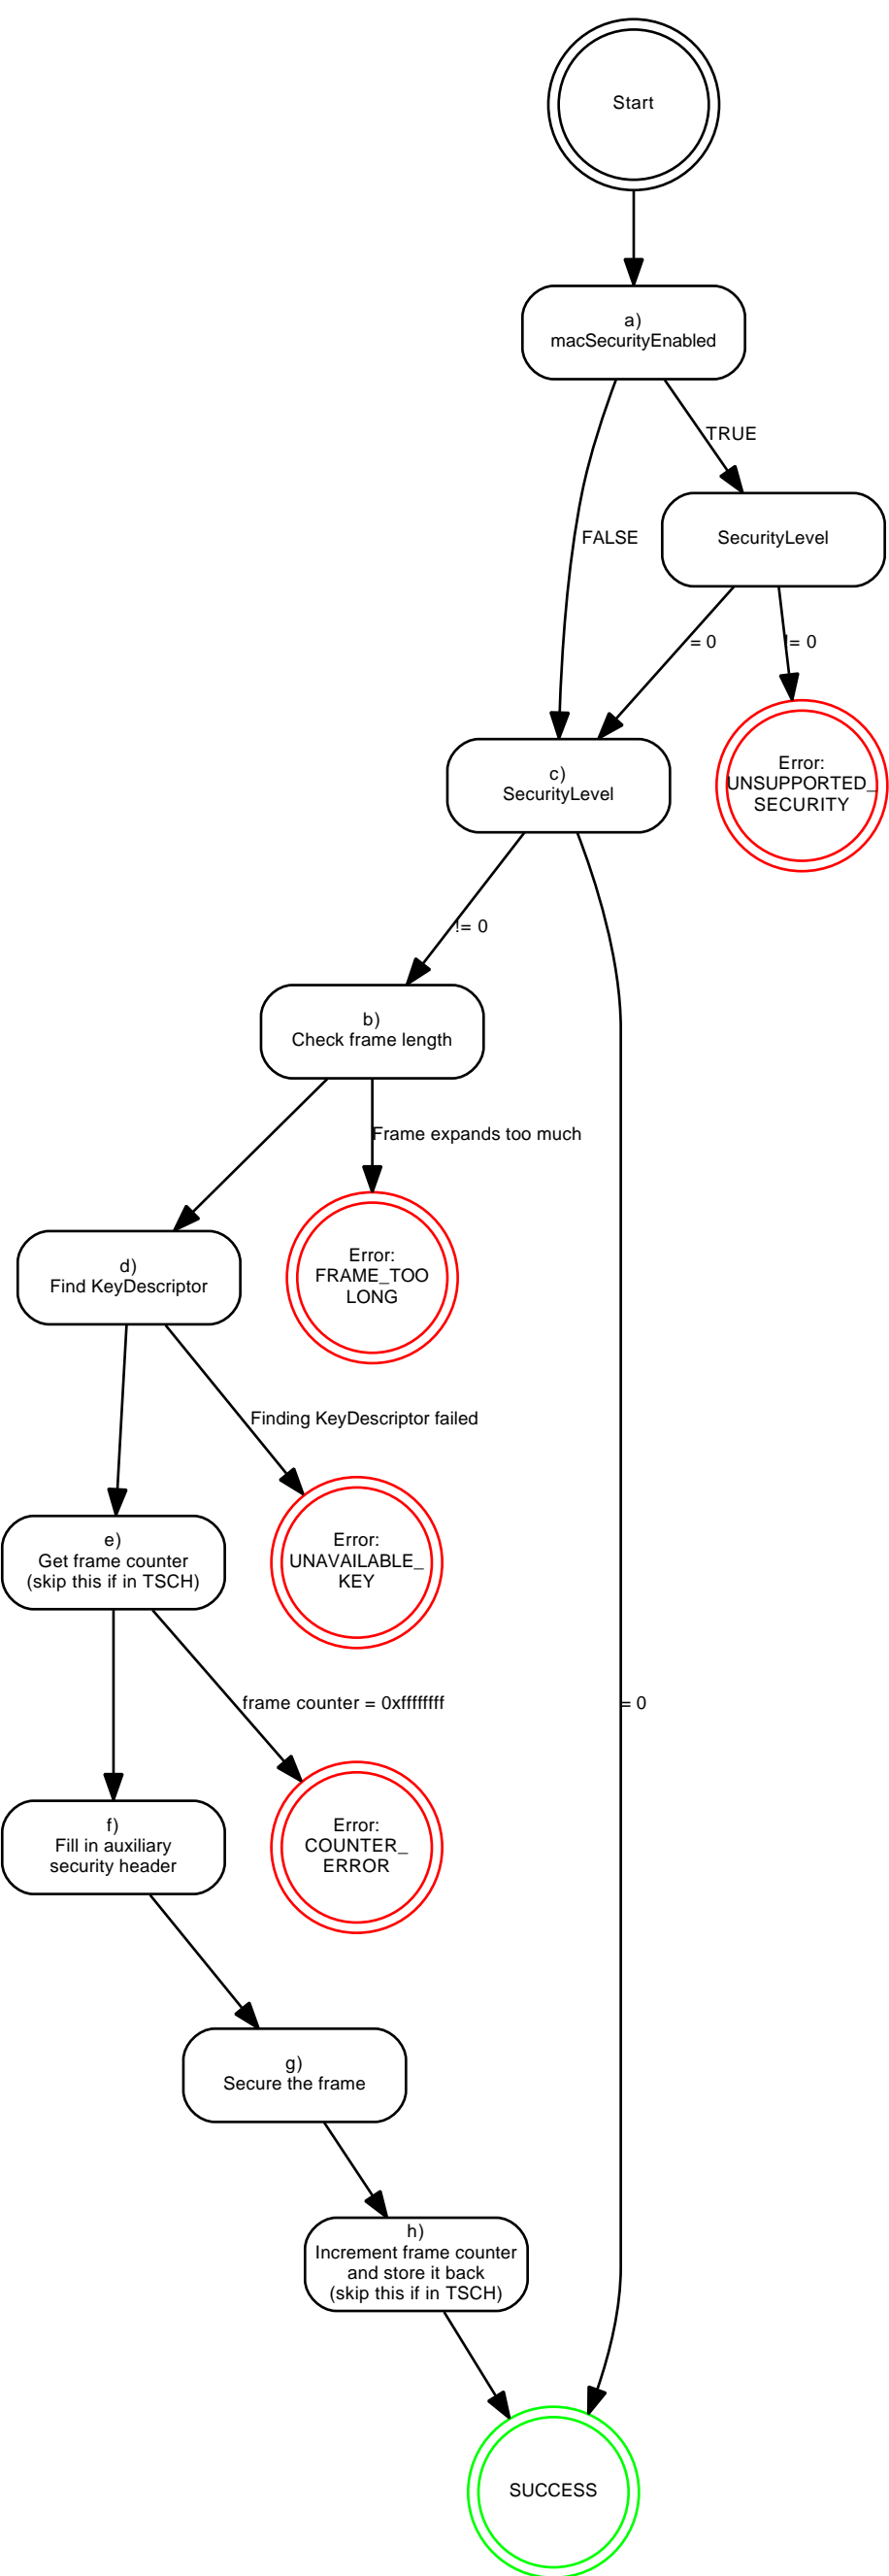 Start
a)
macSecurityEnabled
TRUE
FALSE
SecurityLevel
= 0
!= 0
c)
SecurityLevel
Error:
UNSUPPORTED_
SECURITY
!= 0
b)
Check frame length
Frame expands too much
d)
Find KeyDescriptor
Error:
FRAME_TOO
LONG
Finding KeyDescriptor failed
e)
Get frame counter
(skip this if in TSCH)
Error:
UNAVAILABLE_
KEY
frame counter = 0xffffffff
= 0
f)
Fill in auxiliary
security header
Error:
COUNTER_
ERROR
g)
Secure the frame
h)
Increment frame counter
and store it back
(skip this if in TSCH)
SUCCESS